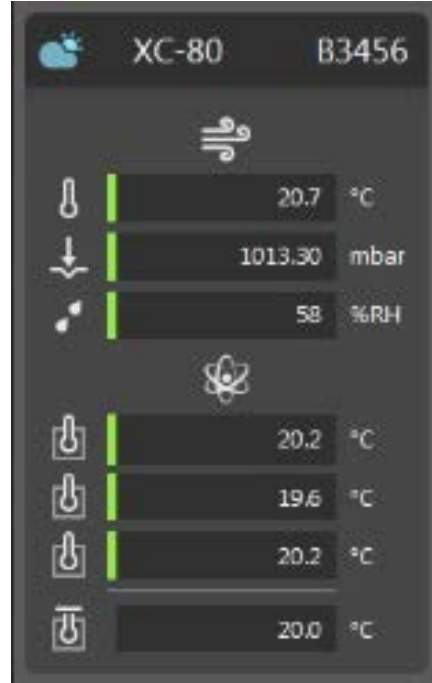 XC-80 B3456
20.7 °C
1013.30 mbar
58 %RH
20.2 °C
19.6 °C
20.2 °C
20.0 °C